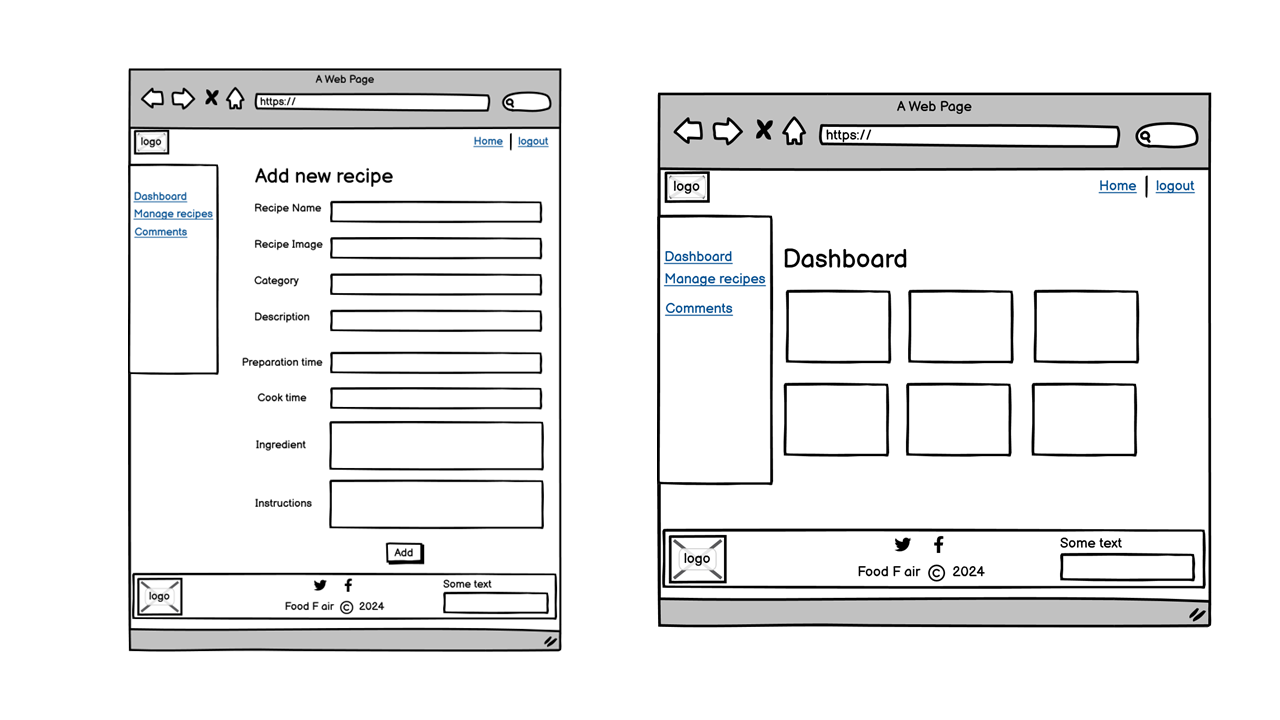 A Web Page
https://
logo
Home
logout
Dashboard
Manage recipes
Comments
Add new recipe
Recipe Name
Recipe Image
Category
Description
Preparation time
Cook time
Ingredient
Instructions
Add
logo
Food F air © 2024
Some text
A Web Page
https://
logo
Home
logout
Dashboard
Manage recipes
Comments
Dashboard
logo
Food F air © 2024
Some text